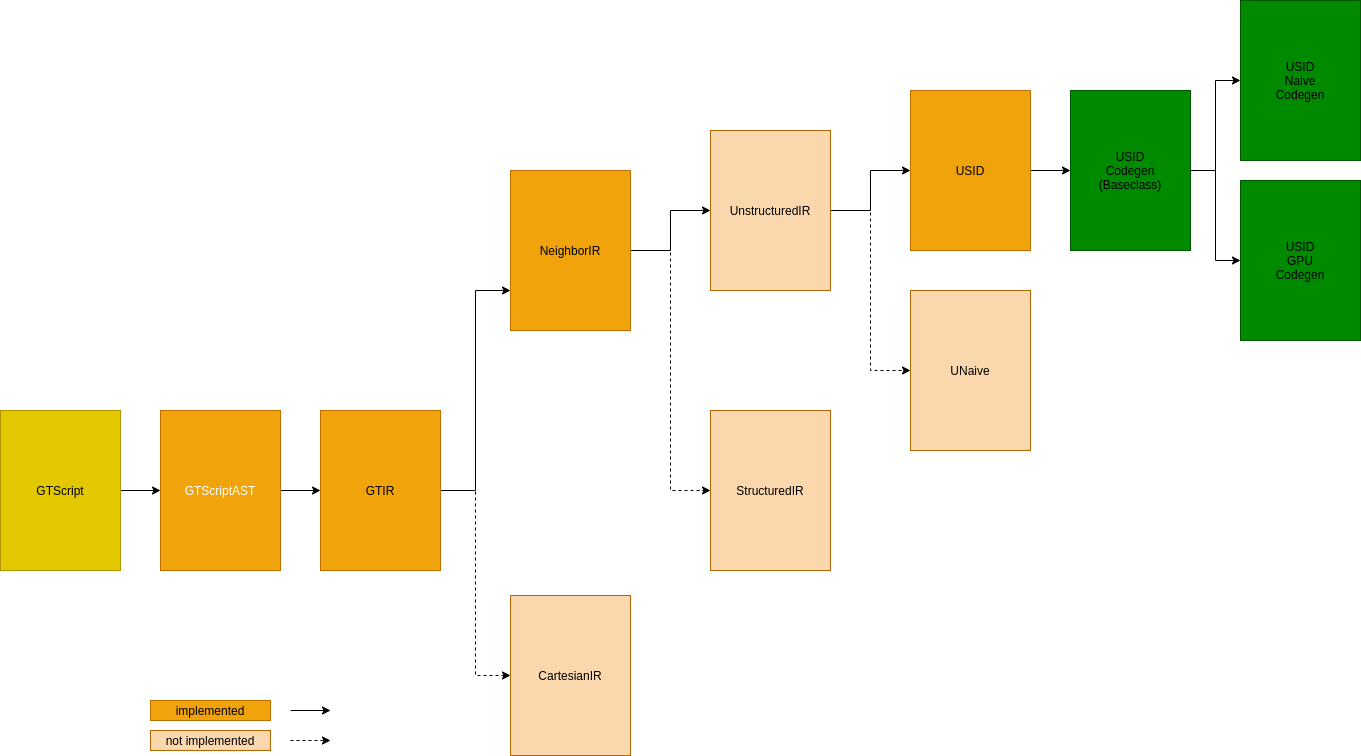 GTScript
GTScriptAST
GTIR
NeighborIR
CartesianIR
UnstructuredIR
StructuredIR
USID
UNaive
USID
Codegen
(Baseclass)
USID
Naive
Codegen
USID
GPU
Codegen
implemented
not implemented